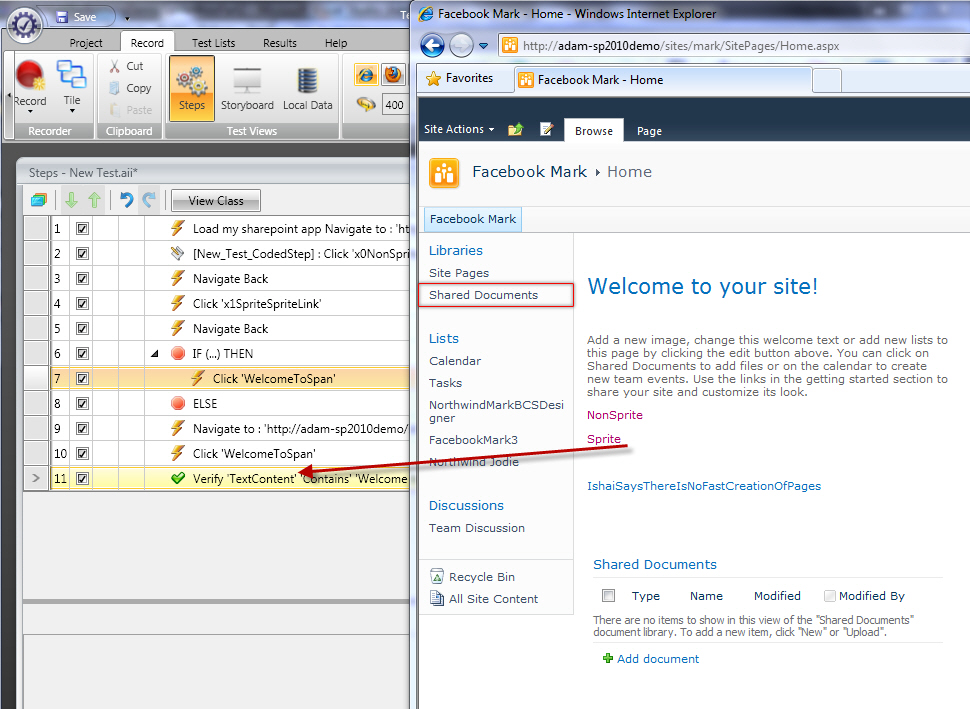 Save
Project
Record
Test Lists
Results
Help
Record
Tile
Cut
Copy
Paste
Steps
Storyboard
Local Data
400
Recorder
Clipboard
Test Views
Steps - New Test.aii*
View Class
1 Load my sharepoint app Navigate to : 'ht
2 [New_Test_CodedStep] : Click 'x0NonSpri
3 Navigate Back
4 Click 'x1SpriteSpriteLink'
5 Navigate Back
6 IF (...) THEN
7 Click 'WelcomeToSpan'
8 ELSE
9 Navigate to : 'http://adam-sp2010demo/
10 Click 'WelcomeToSpan'
11 Verify 'TextContent' 'Contains' 'Welcome
Facebook Mark - Home - Windows Internet Explorer
http://adam-sp2010demo/sites/mark/SitePages/Home.aspx
Favorites
Facebook Mark - Home
Site Actions
Browse
Page
Facebook Mark
Home
Facebook Mark
Libraries
Site Pages
Shared Documents
Lists
Calendar
Tasks
NorthwindMarkBCSDesi
gner
FacebookMark3
Northwind Jodie
Discussions
Team Discussion
Recycle Bin
All Site Content
Welcome to your site!
Add a new image, change this welcome text or add new lists to
this page by clicking the edit button above. You can click on
Shared Documents to add files or on the calendar to create
new team events. Use the links in the getting started section to
share your site and customize its look.
NonSprite
Sprite
IshaiSaysThereIsNoFastCreationOfPages
Shared Documents
Type Name Modified Modified By
There are no items to show in this view of the "Shared Documents"
document library. To add a new item, click "New" or "Upload".
Add document